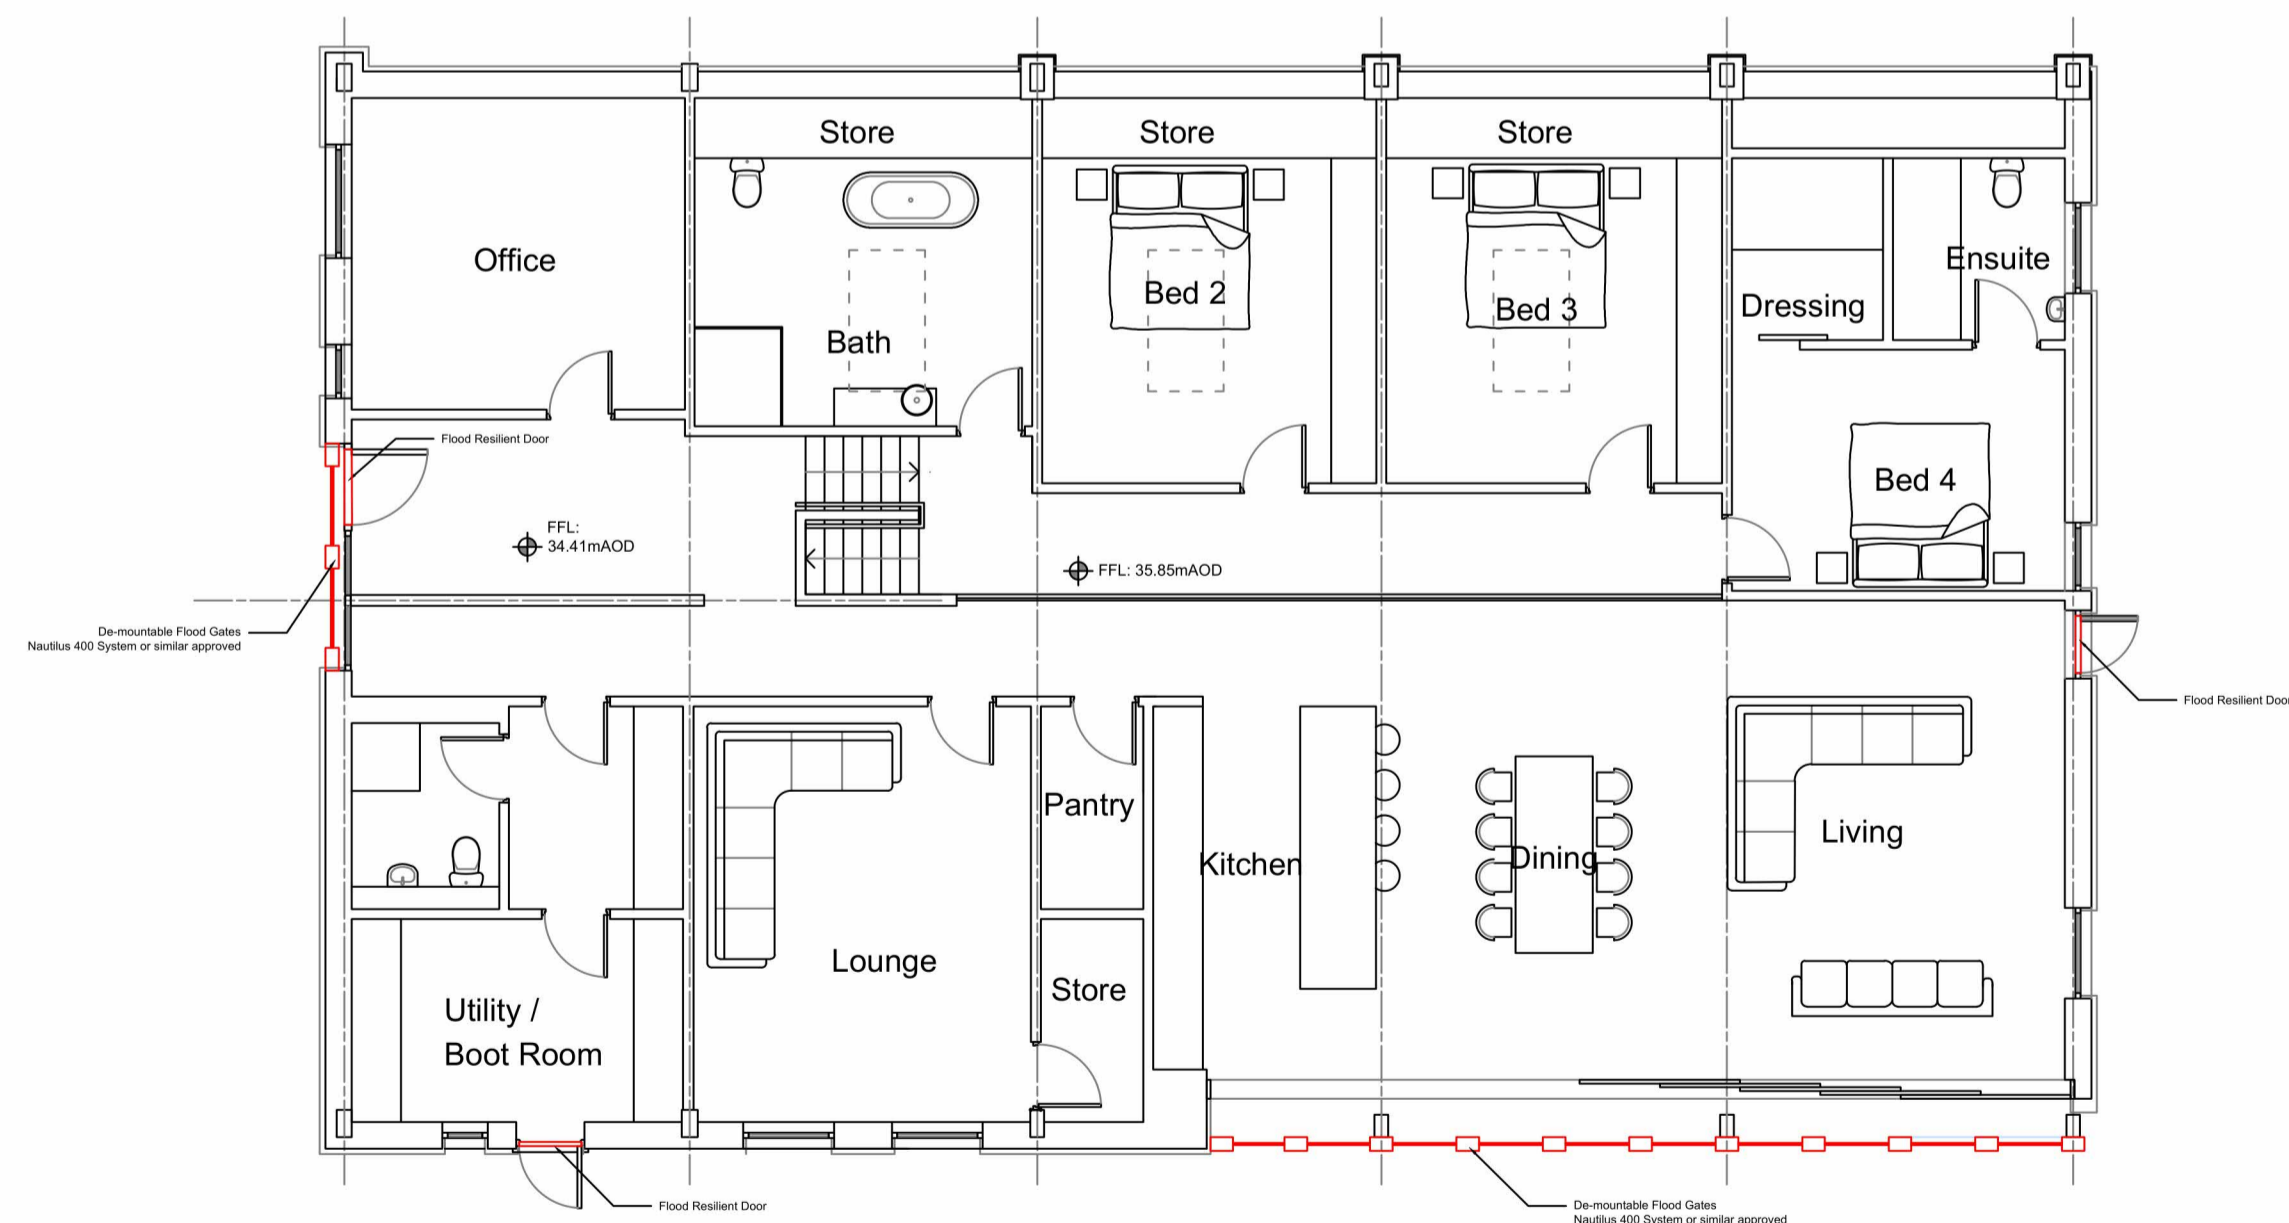 Store
Store
Store
Office
Ensuite
Bed 2
Bed 3
Dressing
Bath
Flood Resilient Door
Bed 4
FFL:
34.41mAOD
FFL: 35.85mAOD
De-mountable Flood Gates
Nautilus 400 System or similar approved
Flood Resilient Door
Pantry
Living
Kitchen
Dining
Lounge
Store
Utility /
Boot Room
Flood Resilient Door
De-mountable Flood Gates
Nautilus 400 System or similar approved